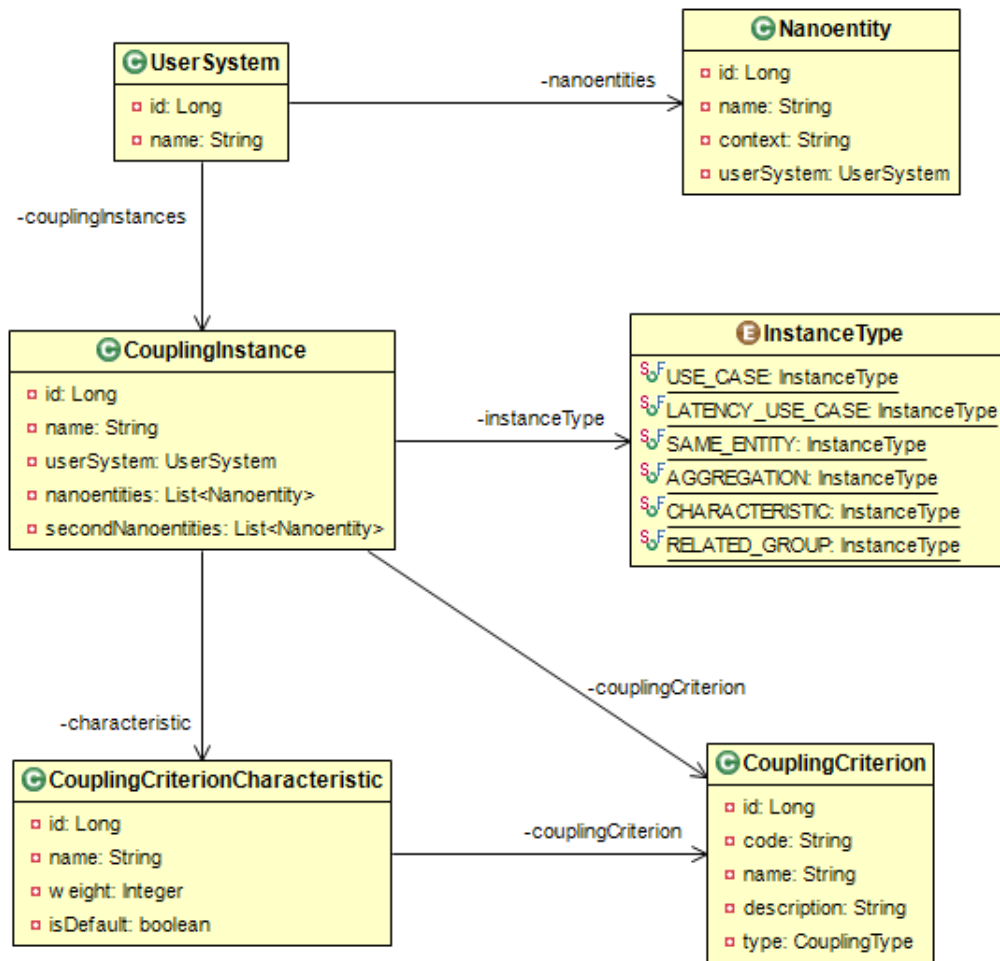 C UserSystem
id: Long
name: String
-nanoentities
C Nanoentity
id: Long
name: String
context: String
userSystem: UserSystem
-couplingInstances
C CouplingInstance
id: Long
name: String
userSystem: UserSystem
nanoentities: List<Nanoentity>
secondNanoentities: List<Nanoentity>
-instanceType
E InstanceType
S F USE_CASE: InstanceType
S F LATENCY_USE_CASE: InstanceType
S F SAME_ENTITY: InstanceType
S F AGGREGATION: InstanceType
S F CHARACTERISTIC: InstanceType
S F RELATED_GROUP: InstanceType
-couplingCriterion
-characteristic
C CouplingCriterionCharacteristic
id: Long
name: String
weight: Integer
isDefault: boolean
-couplingCriterion
C CouplingCriterion
id: Long
code: String
name: String
description: String
type: CouplingType